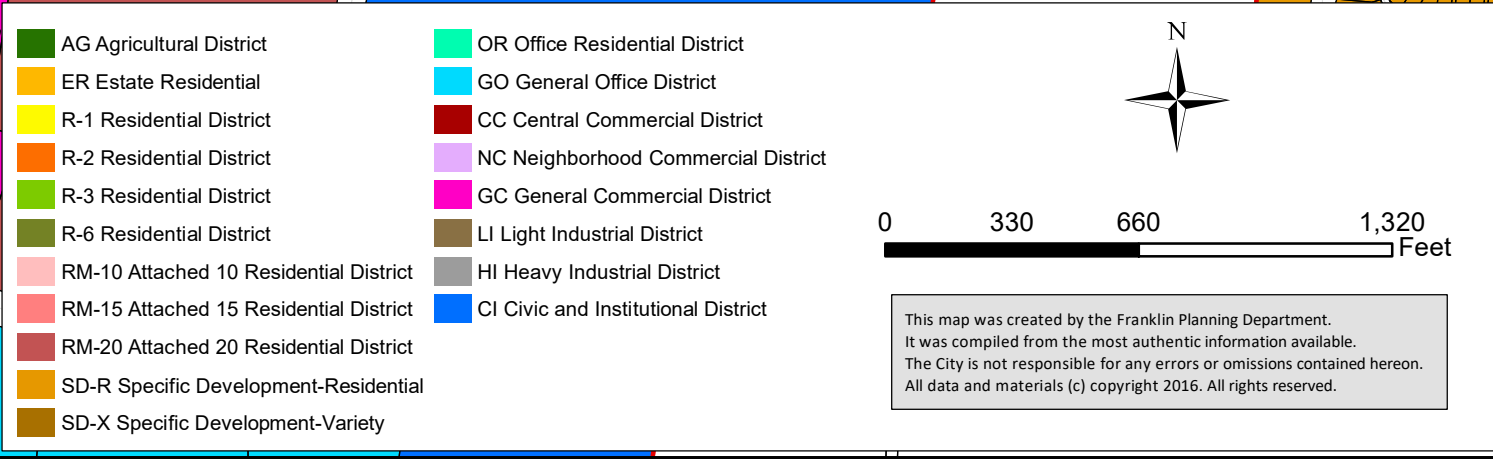 AG Agricultural District
ER Estate Residential
R-1 Residential District
R-2 Residential District
R-3 Residential District
R-6 Residential District
RM-10 Attached 10 Residential District
RM-15 Attached 15 Residential District
RM-20 Attached 20 Residential District
SD-R Specific Development-Residential
SD-X Specific Development-Variety
OR Office Residential District
GO General Office District
CC Central Commercial District
NC Neighborhood Commercial District
GC General Commercial District
LI Light Industrial District
HI Heavy Industrial District
CI Civic and Institutional District
N
0 330 660 1,320
Feet
This map was created by the Franklin Planning Department.
It was compiled from the most authentic information available.
The City is not responsible for any errors or omissions contained hereon.
All data and materials (c) copyright 2016. All rights reserved.